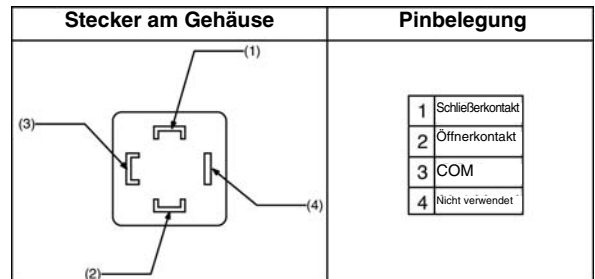 Stecker am Gehäuse
Pinbelegung
(1)
(3)
(4)
(2)
1 Schließerkontakt
2 Öffnerkontakt
3 COM
4 Nicht verwendet